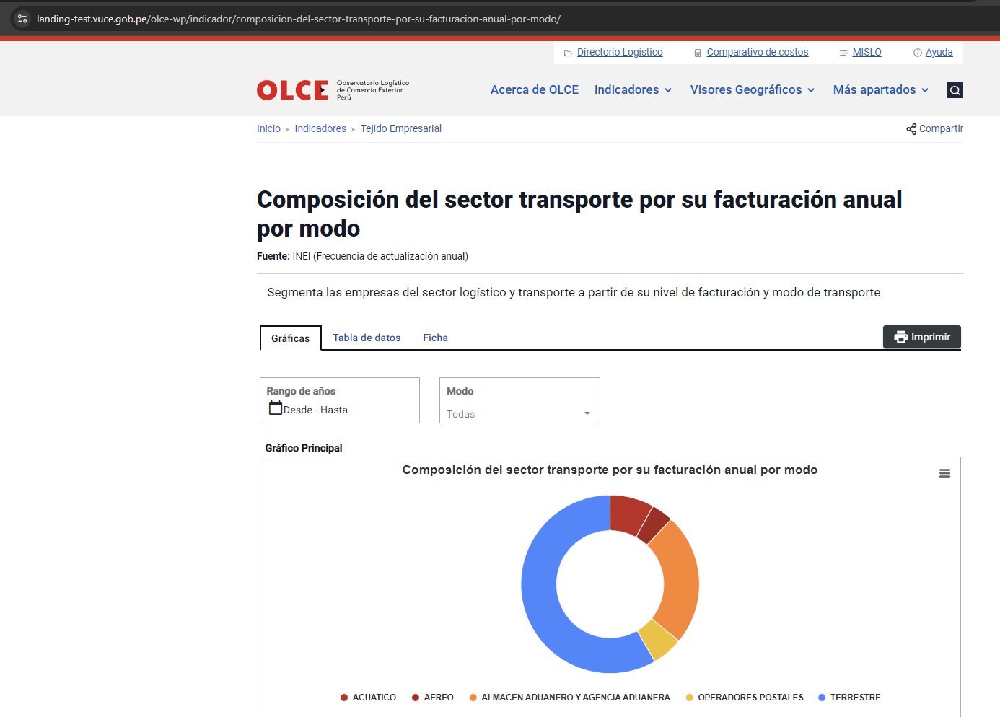 landing-test.vuce.gob.pe/olce-wp/indicador/composicion-del-sector-transporte-por-su-facturacion-anual-por-modo/
Directorio Logístico Comparativo de costos MISLO Ayuda
OLCE
Observatorio Logístico
de Comercio Exterior
Perú
Acerca de OLCE Indicadores Visores Geográficos Más apartados
Inicio Indicadores Tejido Empresarial Compartir
Composición del sector transporte por su facturación anual
por modo
Fuente: INEI (Frecuencia de actualización anual)
Segmenta las empresas del sector logístico y transporte a partir de su nivel de facturación y modo de transporte
Gráficas Tabla de datos Ficha Imprimir
Rango de años
Desde - Hasta
Modo
Todas
Gráfico Principal
Composición del sector transporte por su facturación anual por modo
ACUATICO AEREO ALMACEN ADUANERO Y AGENCIA ADUANERA OPERADORES POSTALES TERRESTRE